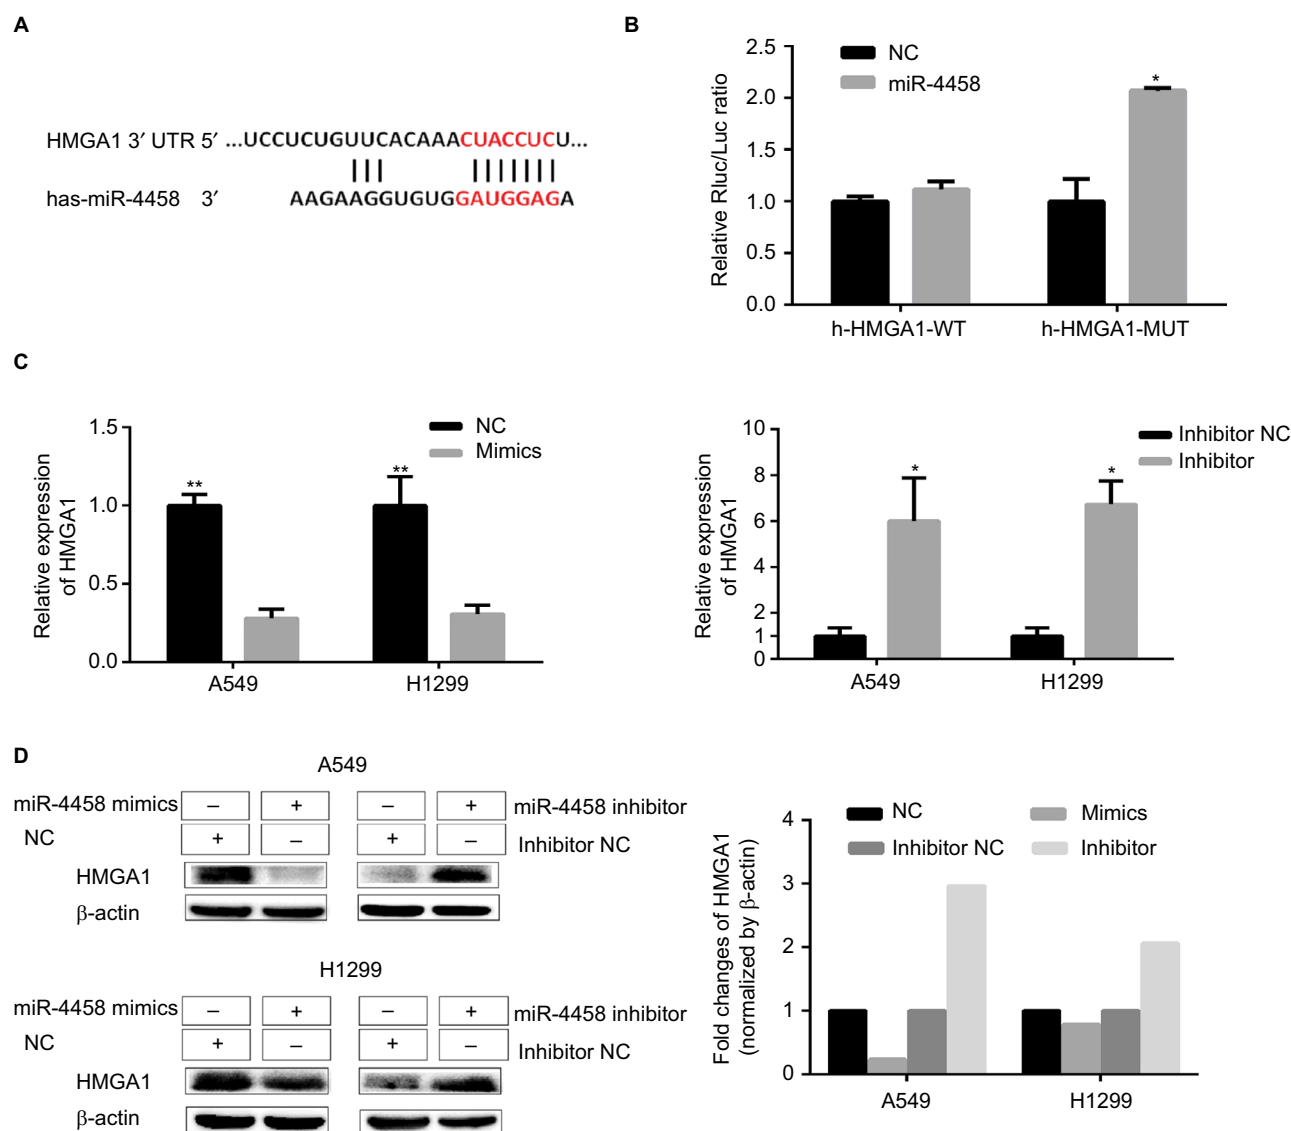 A
HMGA1 3′ UTR 5′ ...UCCUCUGUUCACAAACUACCUCU...
has-miR-4458 3′ AAGAAGGUGUGGAUGGAGA
B
Relative Rluc/Luc ratio
2.5
2.0
1.5
1.0
0.5
0.0
NC
miR-4458
*
h-HMGA1-WT
h-HMGA1-MUT
C
Relative expression
of HMGA1
1.5
1.0
0.5
0.0
NC
Mimics
**
**
A549
H1299
Relative expression
of HMGA1
10
8
6
4
2
1
0
Inhibitor NC
Inhibitor
*
*
A549
H1299
D
A549
miR-4458 mimics − + − + miR-4458 inhibitor
NC + − + − Inhibitor NC
HMGA1
β-actin
H1299
miR-4458 mimics − + − + miR-4458 inhibitor
NC + − + − Inhibitor NC
HMGA1
β-actin
Fold changes of HMGA1
(normalized by β-actin)
4
3
2
1
0
NC
Mimics
Inhibitor NC
Inhibitor
A549
H1299